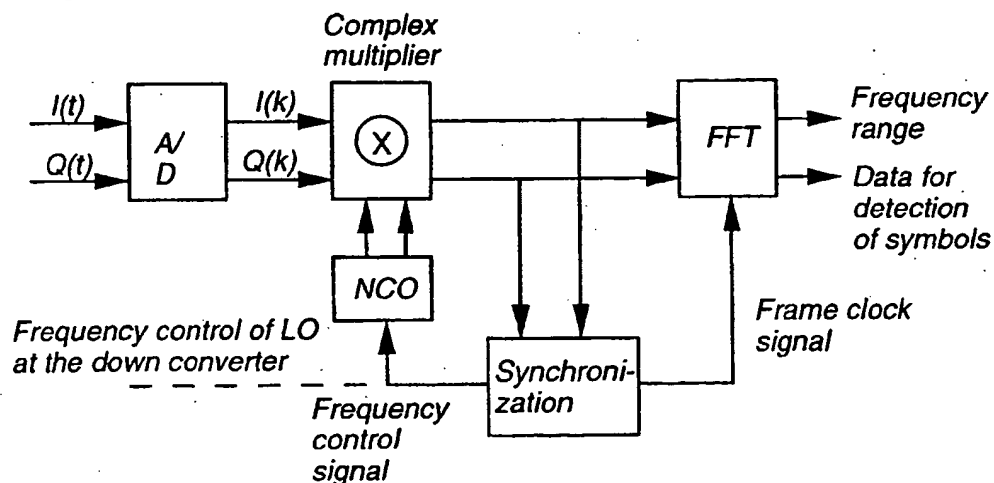 Complex
multiplier
I(t)
I(k)
Q(t)
Q(k)
A/
D
X
FFT
Frequency
range
Data for
detection
of symbols
NCO
Frequency control of LO
at the down converter
Frame clock
signal
Synchroni-
zation
Frequency
control
signal